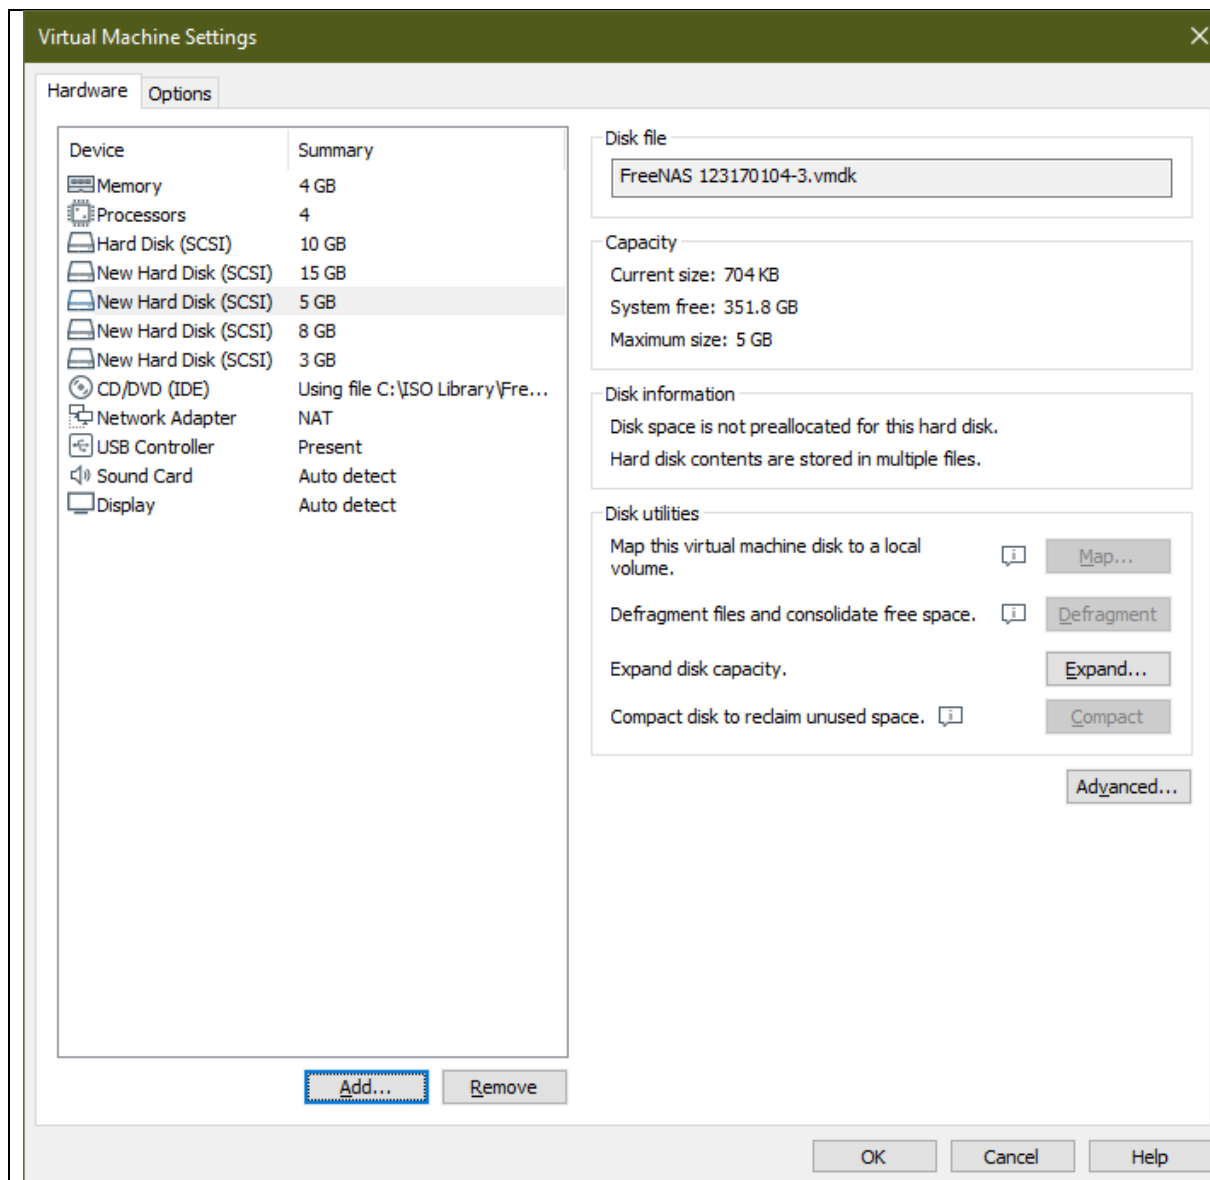 Virtual Machine Settings
Hardware Options
Device Summary
Memory 4 GB
Processors 4
Hard Disk (SCSI) 10 GB
New Hard Disk (SCSI) 15 GB
New Hard Disk (SCSI) 5 GB
New Hard Disk (SCSI) 8 GB
New Hard Disk (SCSI) 3 GB
CD/DVD (IDE) Using file C:\ISO Library\Fre...
Network Adapter NAT
USB Controller Present
Sound Card Auto detect
Display Auto detect
Add... Remove
Disk file
FreeNAS 123170104-3.vmdk
Capacity
Current size: 704 KB
System free: 351.8 GB
Maximum size: 5 GB
Disk information
Disk space is not preallocated for this hard disk.
Hard disk contents are stored in multiple files.
Disk utilities
Map this virtual machine disk to a local
volume.
Map...
Defragment files and consolidate free space. Defragment
Expand disk capacity. Expand...
Compact disk to reclaim unused space. Compact
Advanced...
OK Cancel Help